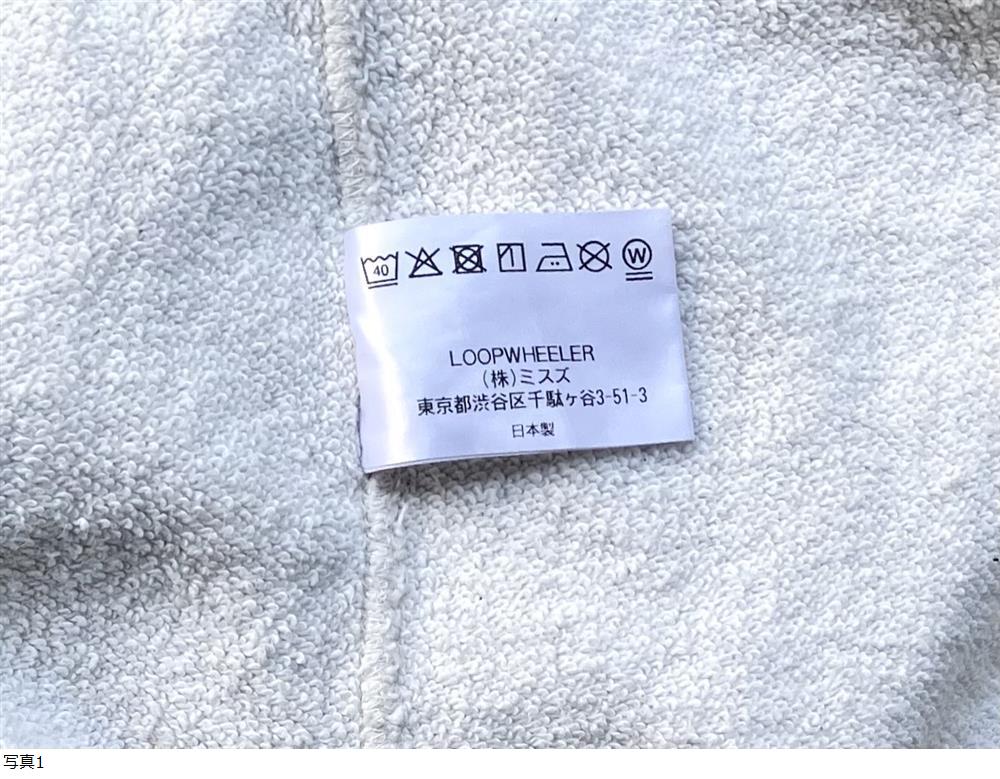 40 W
LOOPWHEELER
(株)ミスズ
東京都渋谷区千駄ヶ谷3-51-3
日本製
写真1